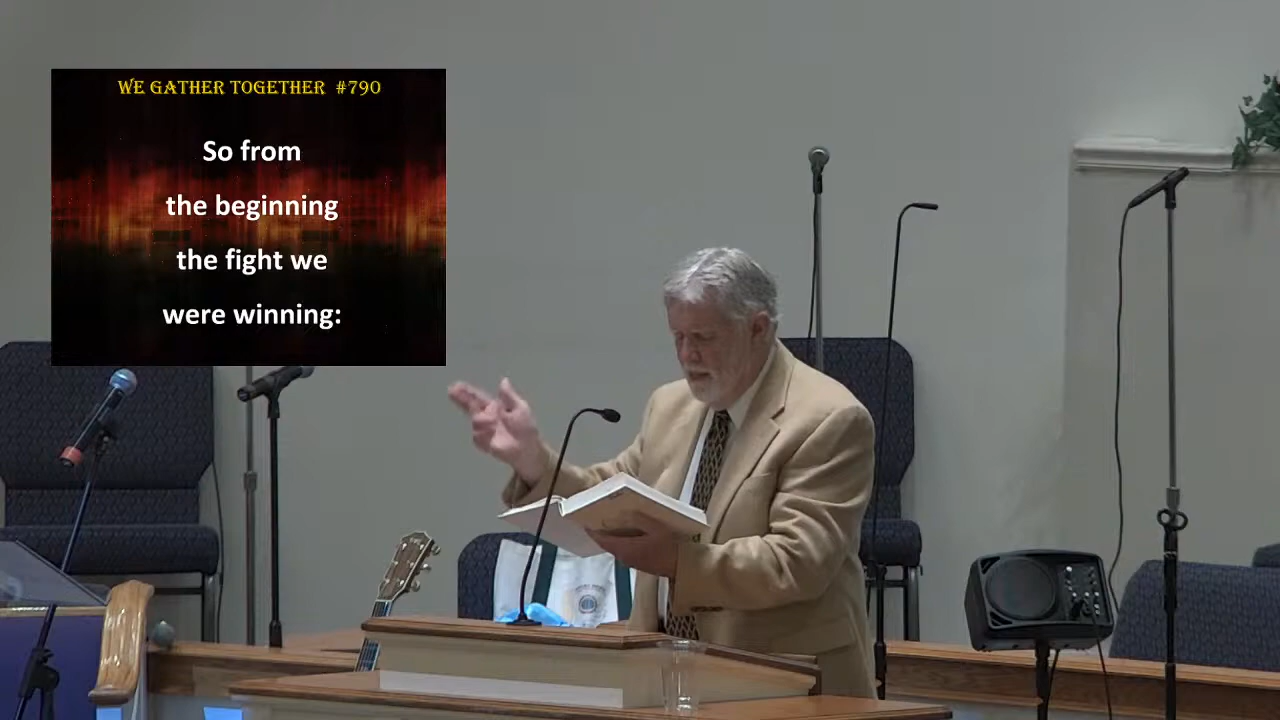 WE GATHER TOGETHER #790
So from
the beginning
the fight we
were winning: